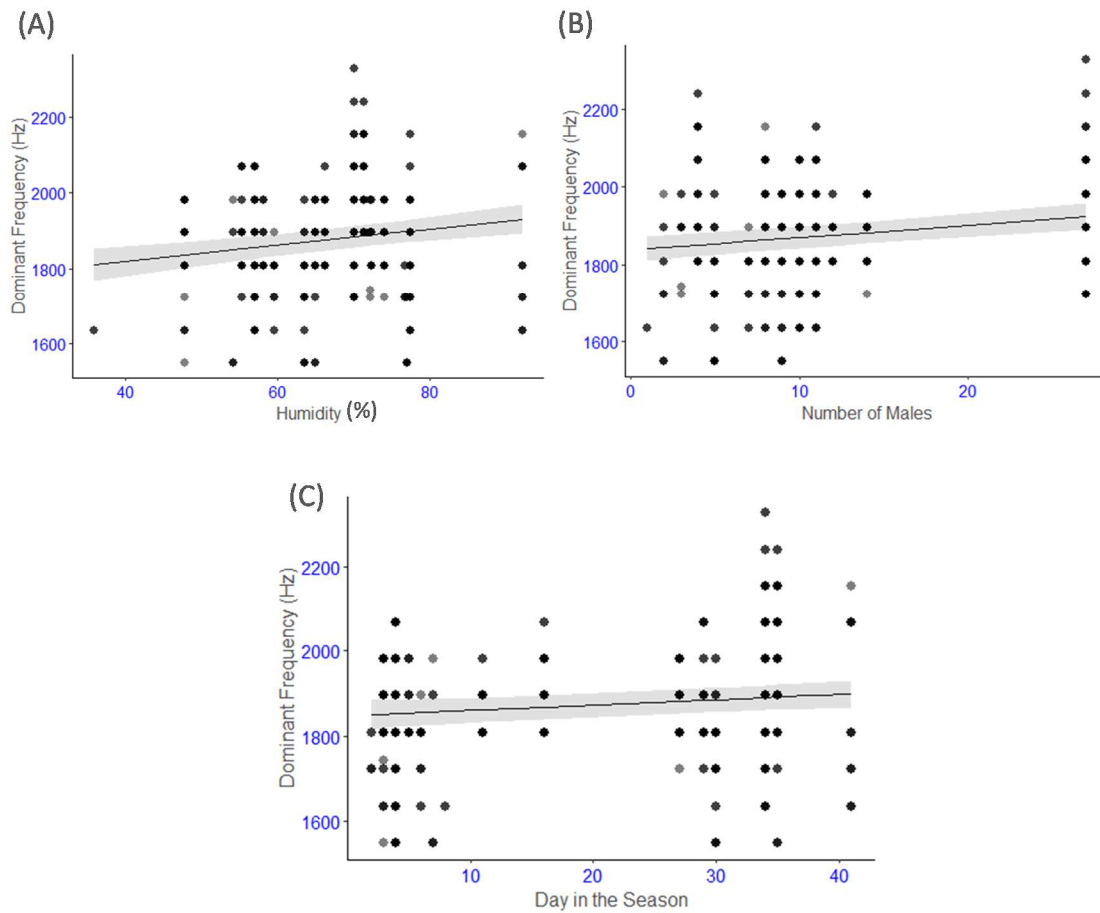 (A)
Dominant Frequency (Hz)
2200
2000
1800
1600
40 60 80
Humidity (%)
(B)
Dominant Frequency (Hz)
2200
2000
1800
1600
0 10 20
Number of Males
(C)
Dominant Frequency (Hz)
2200
2000
1800
1600
10 20 30 40
Day in the Season